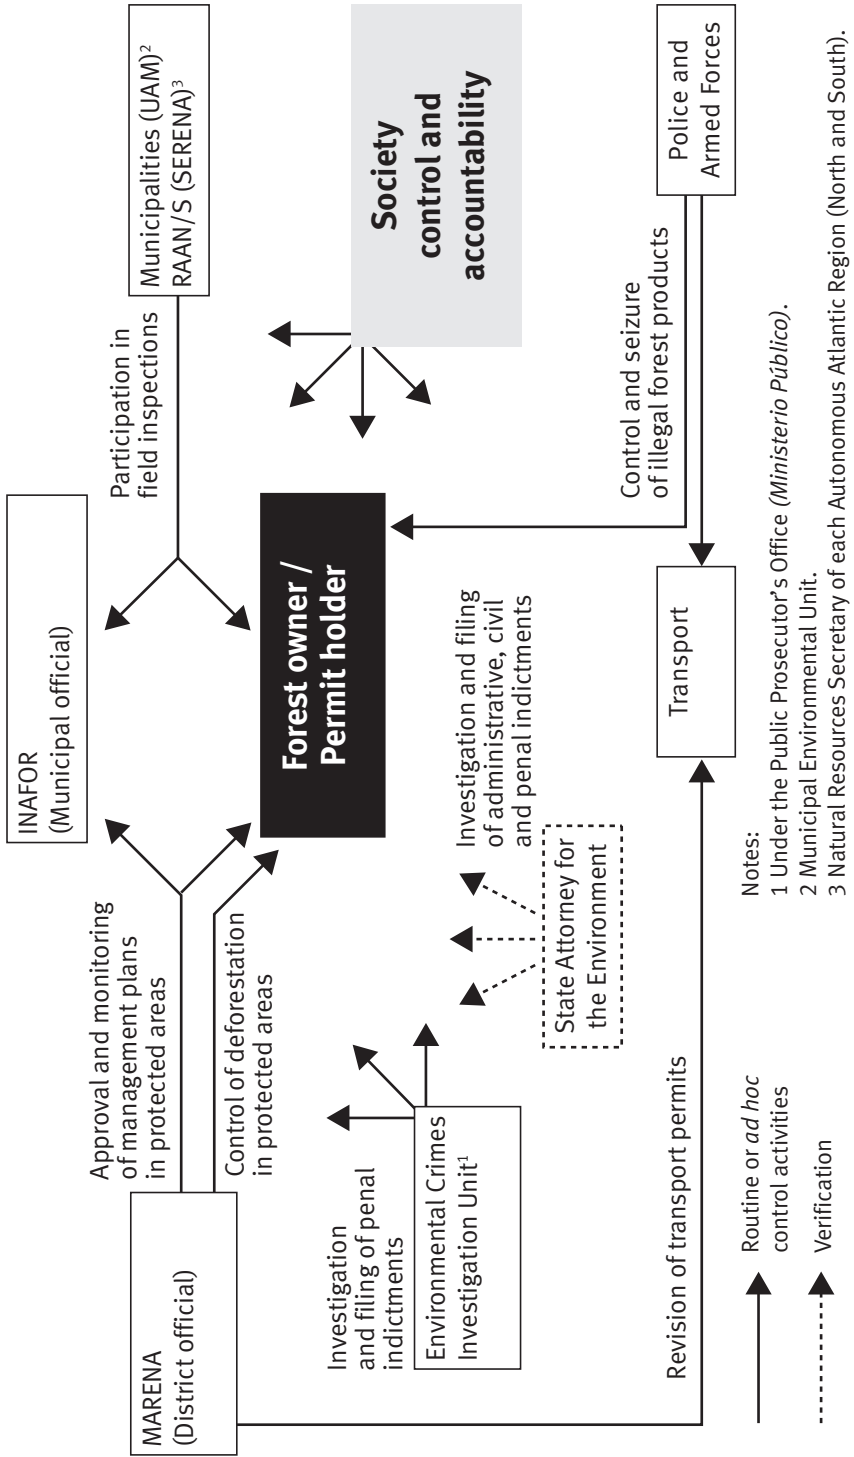 INAFOR
(Municipal official)
MARENA
(District official)
Approval and monitoring
of management plans
in protected areas
Control of deforestation
in protected areas
Participation in
field inspections
Municipalities (UAM)²
RAAN/S (SERENA)³
Forest owner /
Permit holder
Society
control and
accountability
Investigation
and filing of penal
indictments
Environmental Crimes
Investigation Unit¹
Investigation and filing
of administrative, civil
and penal indictments
State Attorney for
the Environment
Control and seizure
of illegal forest products
Police and
Armed Forces
Revision of transport permits
Transport
Routine or ad hoc
control activities
Verification
Notes:
1 Under the Public Prosecutor's Office (Ministerio Público).
2 Municipal Environmental Unit.
3 Natural Resources Secretary of each Autonomous Atlantic Region (North and South).